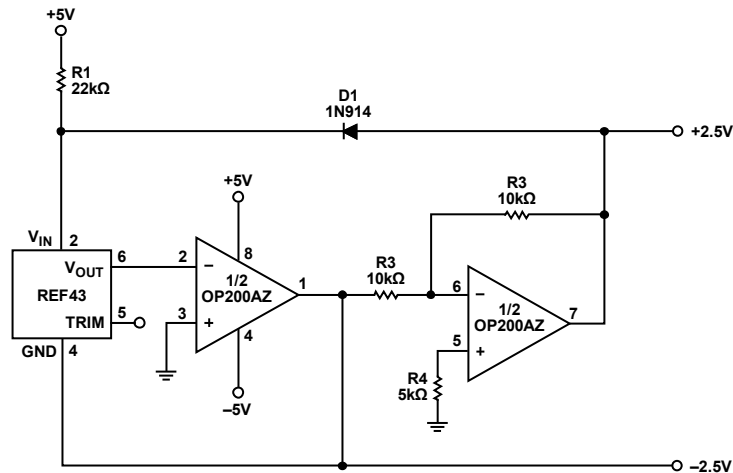 +5V
R1
22kΩ
D1
1N914
+2.5V
+5V
R3
10kΩ
VIN
2
8
VOUT
6
2
–
1/2
OP200AZ
1
R3
10kΩ
6
–
1/2
OP200AZ
7
REF43
TRIM
5
3
+
4
5
+
GND
4
–5V
R4
5kΩ
–2.5V